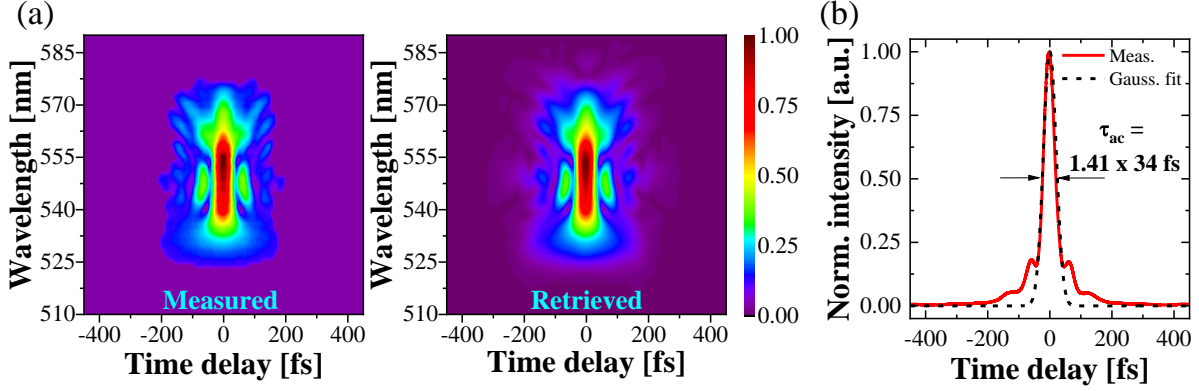 (a)
Wavelength [nm]
585
570
555
540
525
510
Measured
-400 -200 0 200 400
Time delay [fs]
Wavelength [nm]
585
570
555
540
525
510
Retrieved
-400 -200 0 200 400
Time delay [fs]
1.00
0.75
0.50
0.25
0.00
(b)
Norm. intensity [a.u.]
1.00
0.75
0.50
0.25
0.00
Meas.
Gauss. fit
τac =
1.41 x 34 fs
-400 -200 0 200 400
Time delay [fs]